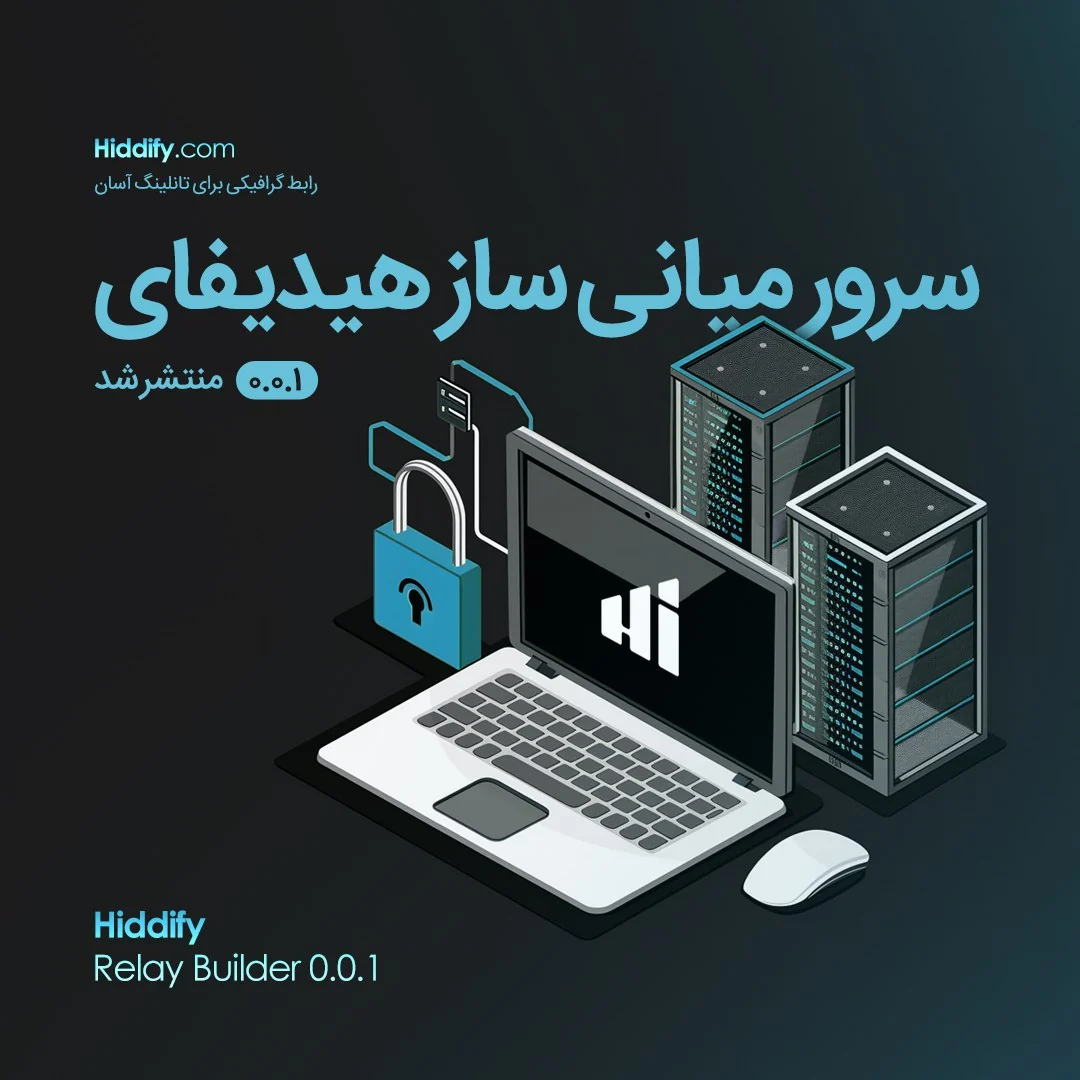 Hiddify.com
رابط گرافیکی برای تانلینگ آسان
سرور میانی ساز هیدیفای
۰.۰.۱ منتشر شد
Hi
Hiddify
Relay Builder 0.0.1